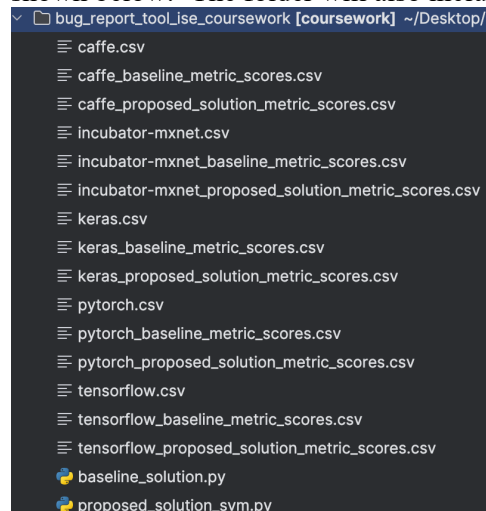 bug_report_tool_ise_coursework [coursework] ~/Desktop/
caffe.csv
caffe_baseline_metric_scores.csv
caffe_proposed_solution_metric_scores.csv
incubator-mxnet.csv
incubator-mxnet_baseline_metric_scores.csv
incubator-mxnet_proposed_solution_metric_scores.csv
keras.csv
keras_baseline_metric_scores.csv
keras_proposed_solution_metric_scores.csv
pytorch.csv
pytorch_baseline_metric_scores.csv
pytorch_proposed_solution_metric_scores.csv
tensorflow.csv
tensorflow_baseline_metric_scores.csv
tensorflow_proposed_solution_metric_scores.csv
baseline_solution.py
proposed_solution_svm.py